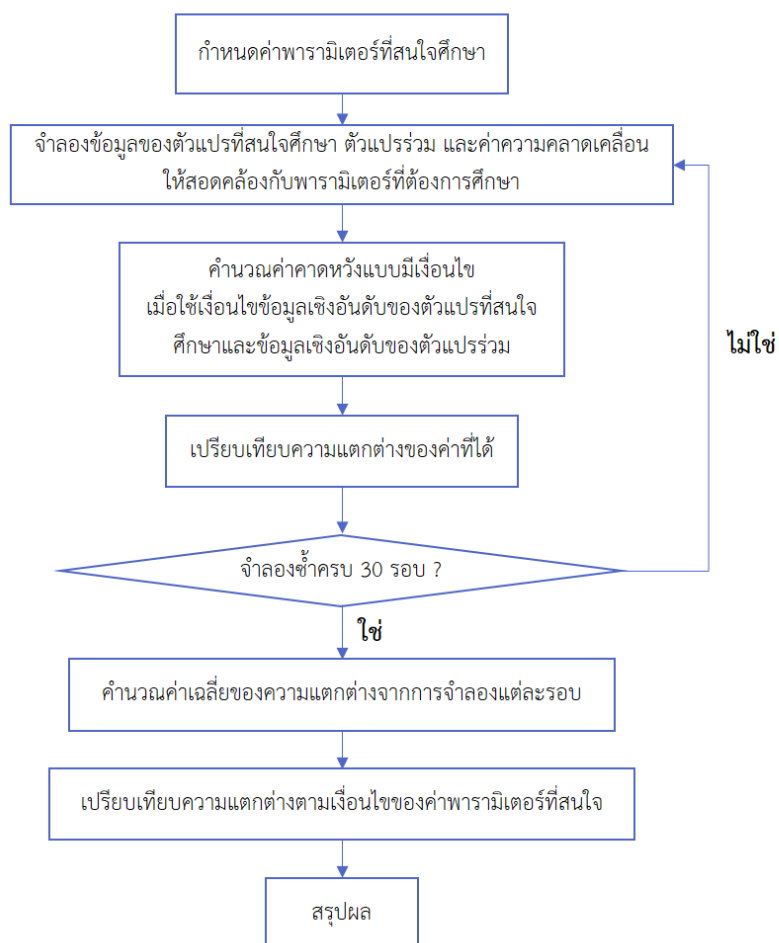 กำหนดค่าพารามิเตอร์ที่สนใจศึกษา
จำลองข้อมูลของตัวแปรที่สนใจศึกษา ตัวแปรร่วม และค่าความคลาดเคลื่อน
ให้สอดคล้องกับพารามิเตอร์ที่ต้องการศึกษา
คำนวณค่าคาดหวังแบบมีเงื่อนไข
เมื่อใช้เงื่อนไขข้อมูลเชิงอันดับของตัวแปรที่สนใจ
ศึกษาและข้อมูลเชิงอันดับของตัวแปรร่วม
ไม่ใช่
เปรียบเทียบความแตกต่างของค่าที่ได้
จำลองซ้ำครบ 30 รอบ ?
ใช่
คำนวณค่าเฉลี่ยของความแตกต่างจากการจำลองแต่ละรอบ
เปรียบเทียบความแตกต่างตามเงื่อนไขของค่าพารามิเตอร์ที่สนใจ
สรุปผล